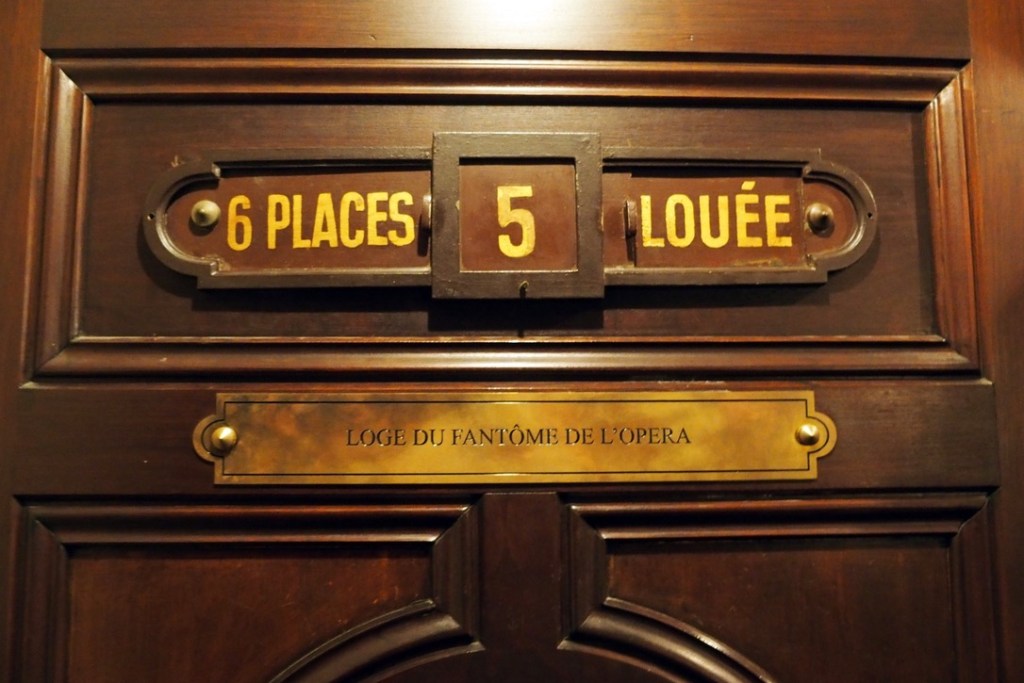 6 PLACES 5 LOUÉE
LOGE DU FANTÔME DE L'OPERA